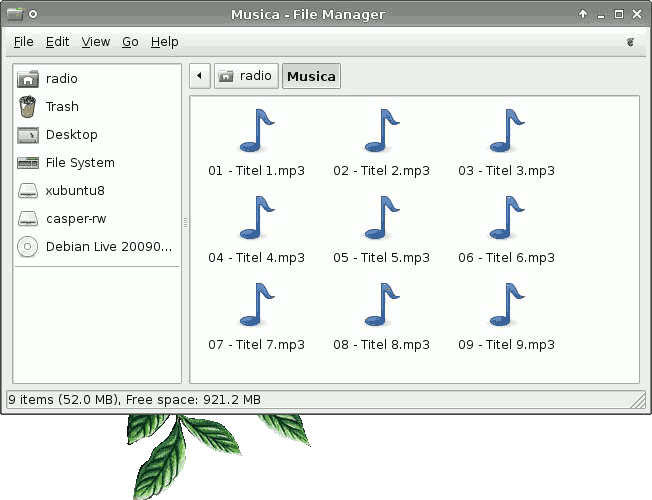 Musica - File Manager
File Edit View Go Help
radio
Trash
Desktop
File System
xubuntu8
casper-rw
Debian Live 20090...
radio Musica
01 - Titel 1.mp3 02 - Titel 2.mp3 03 - Titel 3.mp3
04 - Titel 4.mp3 05 - Titel 5.mp3 06 - Titel 6.mp3
07 - Titel 7.mp3 08 - Titel 8.mp3 09 - Titel 9.mp3
9 items (52.0 MB), Free space: 921.2 MB